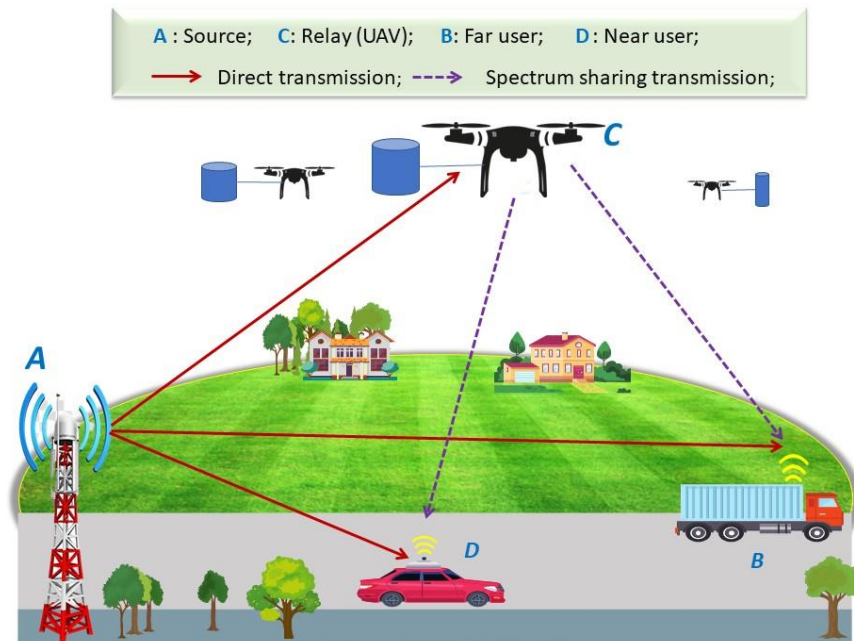 A : Source; C: Relay (UAV); B: Far user; D : Near user;
Direct transmission; Spectrum sharing transmission;
C
A
D
B